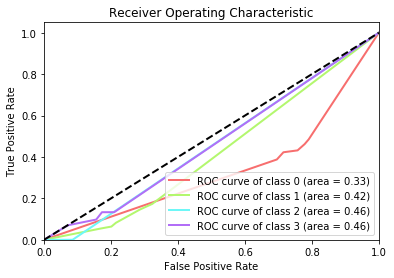 Receiver Operating Characteristic
True Positive Rate
1.0
0.8
0.6
0.4
0.2
0.0
ROC curve of class 0 (area = 0.33)
ROC curve of class 1 (area = 0.42)
ROC curve of class 2 (area = 0.46)
ROC curve of class 3 (area = 0.46)
0.0 0.2 0.4 0.6 0.8 1.0
False Positive Rate